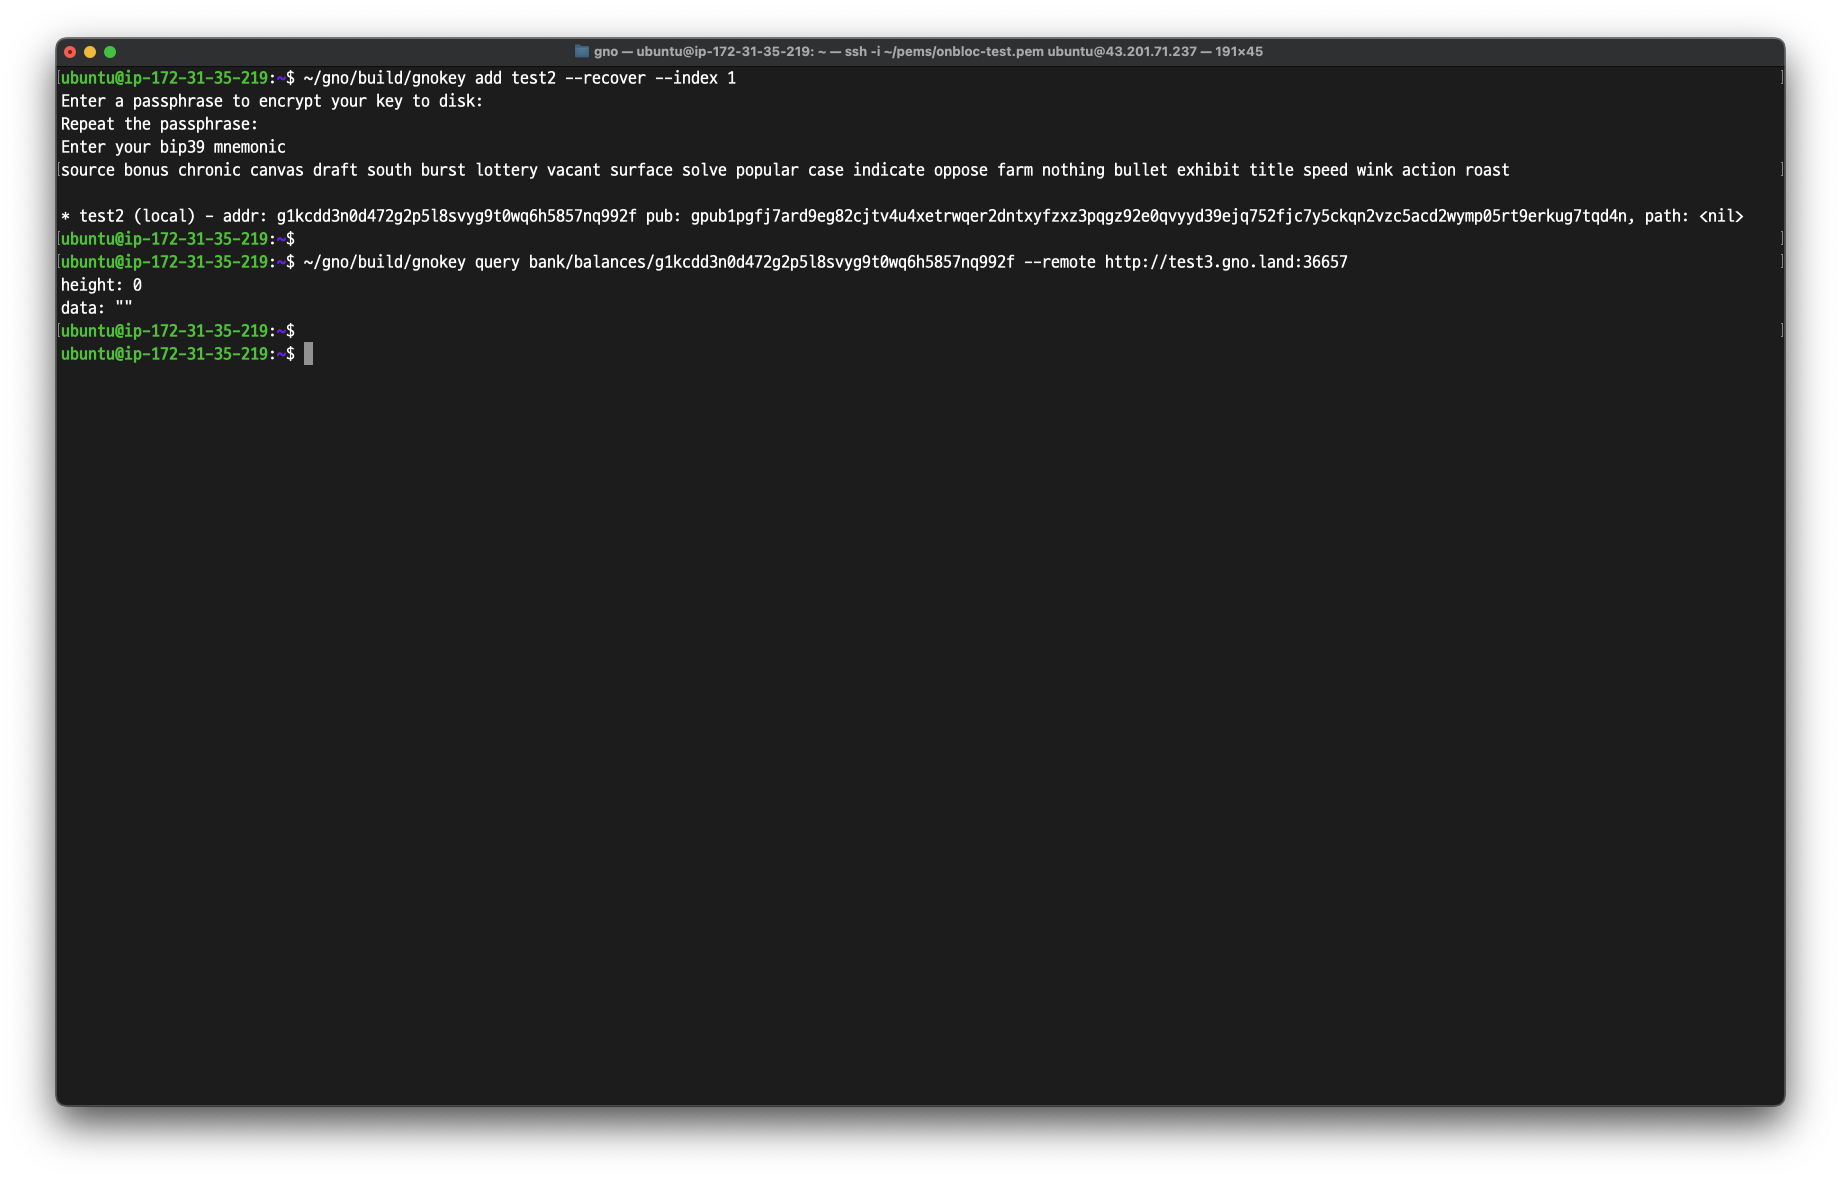 gno — ubuntu@ip-172-31-35-219: ~ — ssh -i ~/pems/onbloc-test.pem ubuntu@43.201.71.237 — 191×45
ubuntu@ip-172-31-35-219:~$ ~/gno/build/gnokey add test2 --recover --index 1
Enter a passphrase to encrypt your key to disk:
Repeat the passphrase:
Enter your bip39 mnemonic
source bonus chronic canvas draft south burst lottery vacant surface solve popular case indicate oppose farm nothing bullet exhibit title speed wink action roast
* test2 (local) - addr: g1kcdd3n0d472g2p5l8svyg9t0wq6h5857nq992f pub: gpub1pgfj7ard9eg82cjtv4u4xetrwqer2dntxyfzxz3pqgz92e0qvyyd39ejq752fjc7y5ckqn2vzc5acd2wymp05rt9erkug7tqd4n, path: <nil>
ubuntu@ip-172-31-35-219:~$
ubuntu@ip-172-31-35-219:~$ ~/gno/build/gnokey query bank/balances/g1kcdd3n0d472g2p5l8svyg9t0wq6h5857nq992f --remote http://test3.gno.land:36657
height: 0
data: ""
ubuntu@ip-172-31-35-219:~$
ubuntu@ip-172-31-35-219:~$